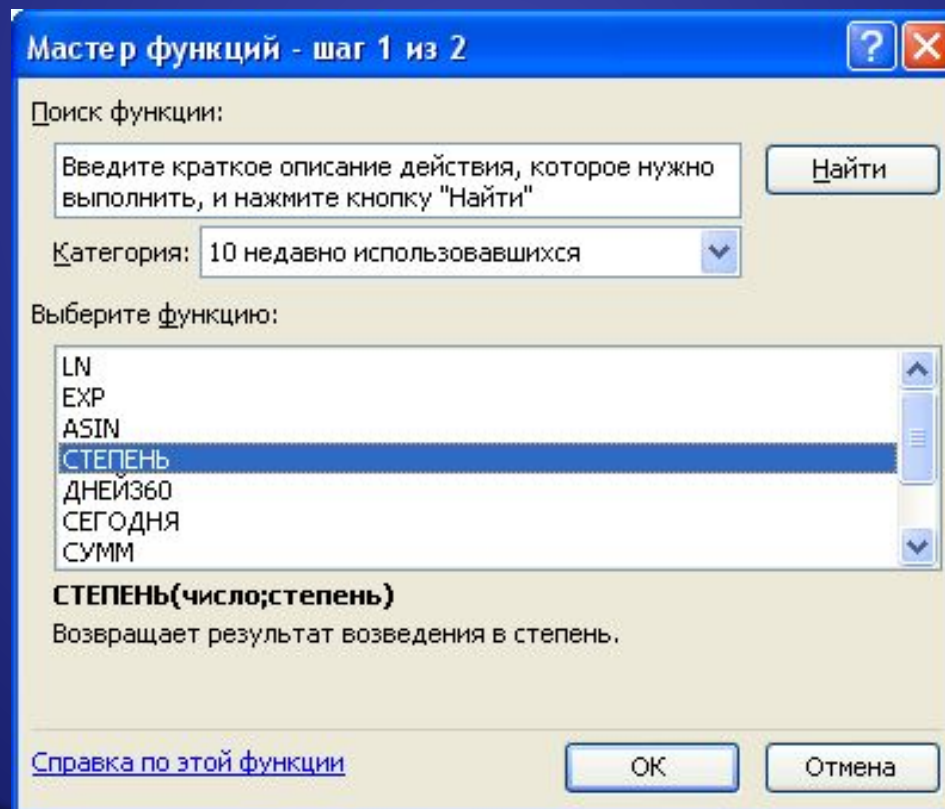 Мастер функций - шаг 1 из 2
Поиск функции:
Введите краткое описание действия, которое нужно
выполнить, и нажмите кнопку "Найти"
Найти
Категория: 10 недавно использовавшихся
Выберите функцию:
LN
EXP
ASIN
СТЕПЕНЬ
ДНЕЙ360
СЕГОДНЯ
СУММ
СТЕПЕНЬ(число;степень)
Возвращает результат возведения в степень.
Справка по этой функции
ОК
Отмена